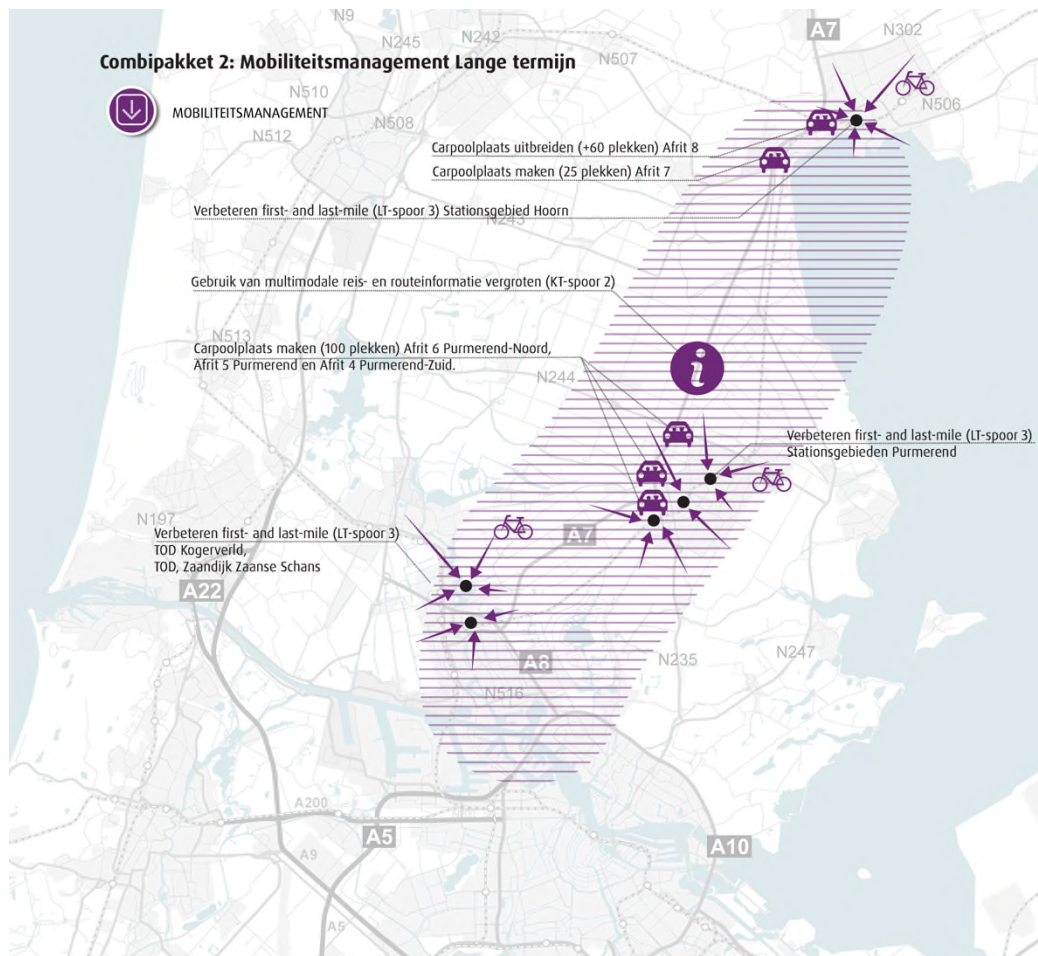 Combipakket 2: Mobiliteitsmanagement Lange termijn
MOBILITEITSMANAGEMENT
N9
N245
N242
N507
A7
N302
N506
N510
N508
N512
Carpoolplaats uitbreiden (+60 plekken) Afrit 8
Carpoolplaats maken (25 plekken) Afrit 7
Verbeteren first- and last-mile (LT-spoor 3) Stationsgebied Hoorn
N243
Gebruik van multimodale reis- en routeinformatie vergroten (KT-spoor 2)
N513
Carpoolplaats maken (100 plekken) Afrit 6 Purmerend-Noord,
Afrit 5 Purmerend en Afrit 4 Purmerend-Zuid.
N244
i
Verbeteren first- and last-mile (LT-spoor 3)
Stationsgebieden Purmerend
N197
Verbeteren first- and last-mile (LT-spoor 3)
TOD Kogerverld,
TOD, Zaandijk Zaanse Schans
A7
A22
A8
N235
N247
N516
A200
A5
A10
A9
A5